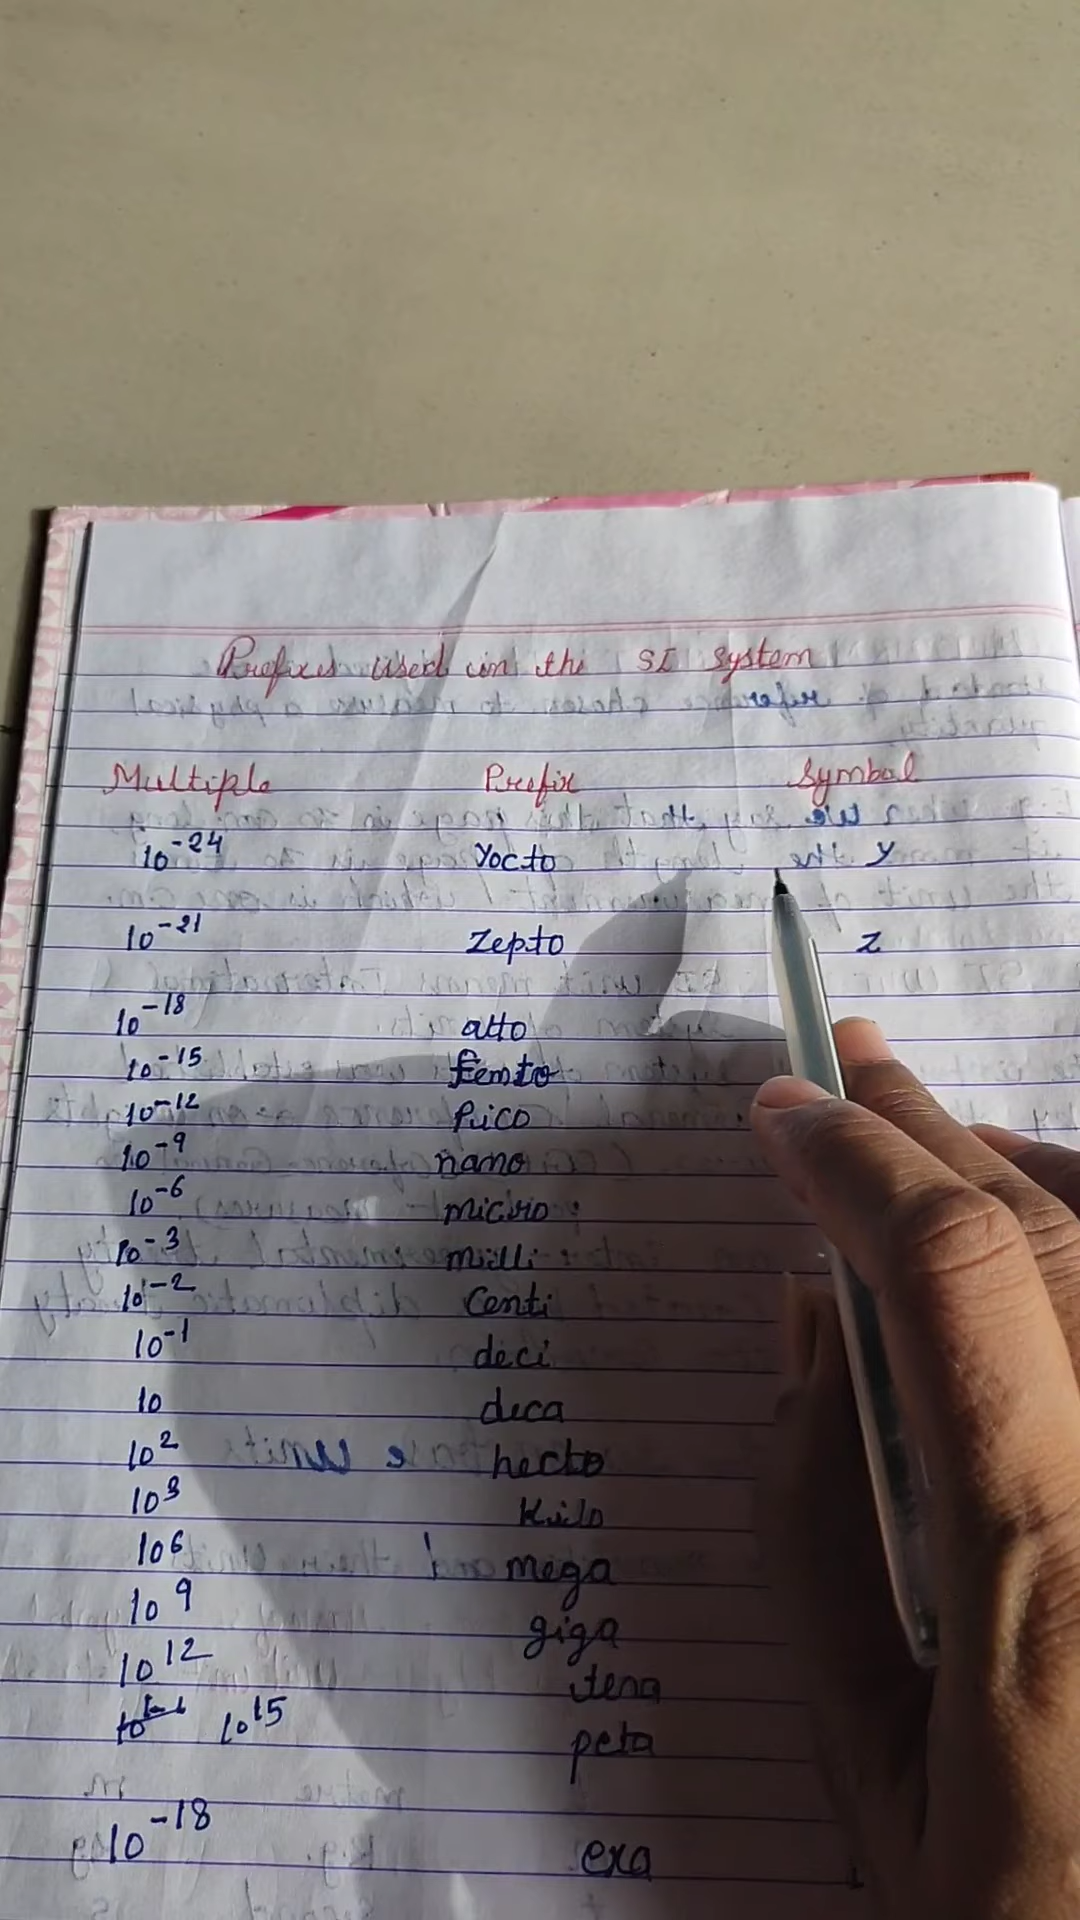 Prefixes used in the SI system
Multiple Prefix Symbol
10⁻²⁴ Yocto y
10⁻²¹ Zepto z
10⁻¹⁸ atto
10⁻¹⁵ femto
10⁻¹² Pico
10⁻⁹ nano
10⁻⁶ micro
10⁻³ milli
10⁻² Centi
10⁻¹ deci
10 deca
10² hecto
10³ Kilo
10⁶ mega
10⁹ giga
10¹² tera
10¹⁵ peta
10⁻¹⁸ exa